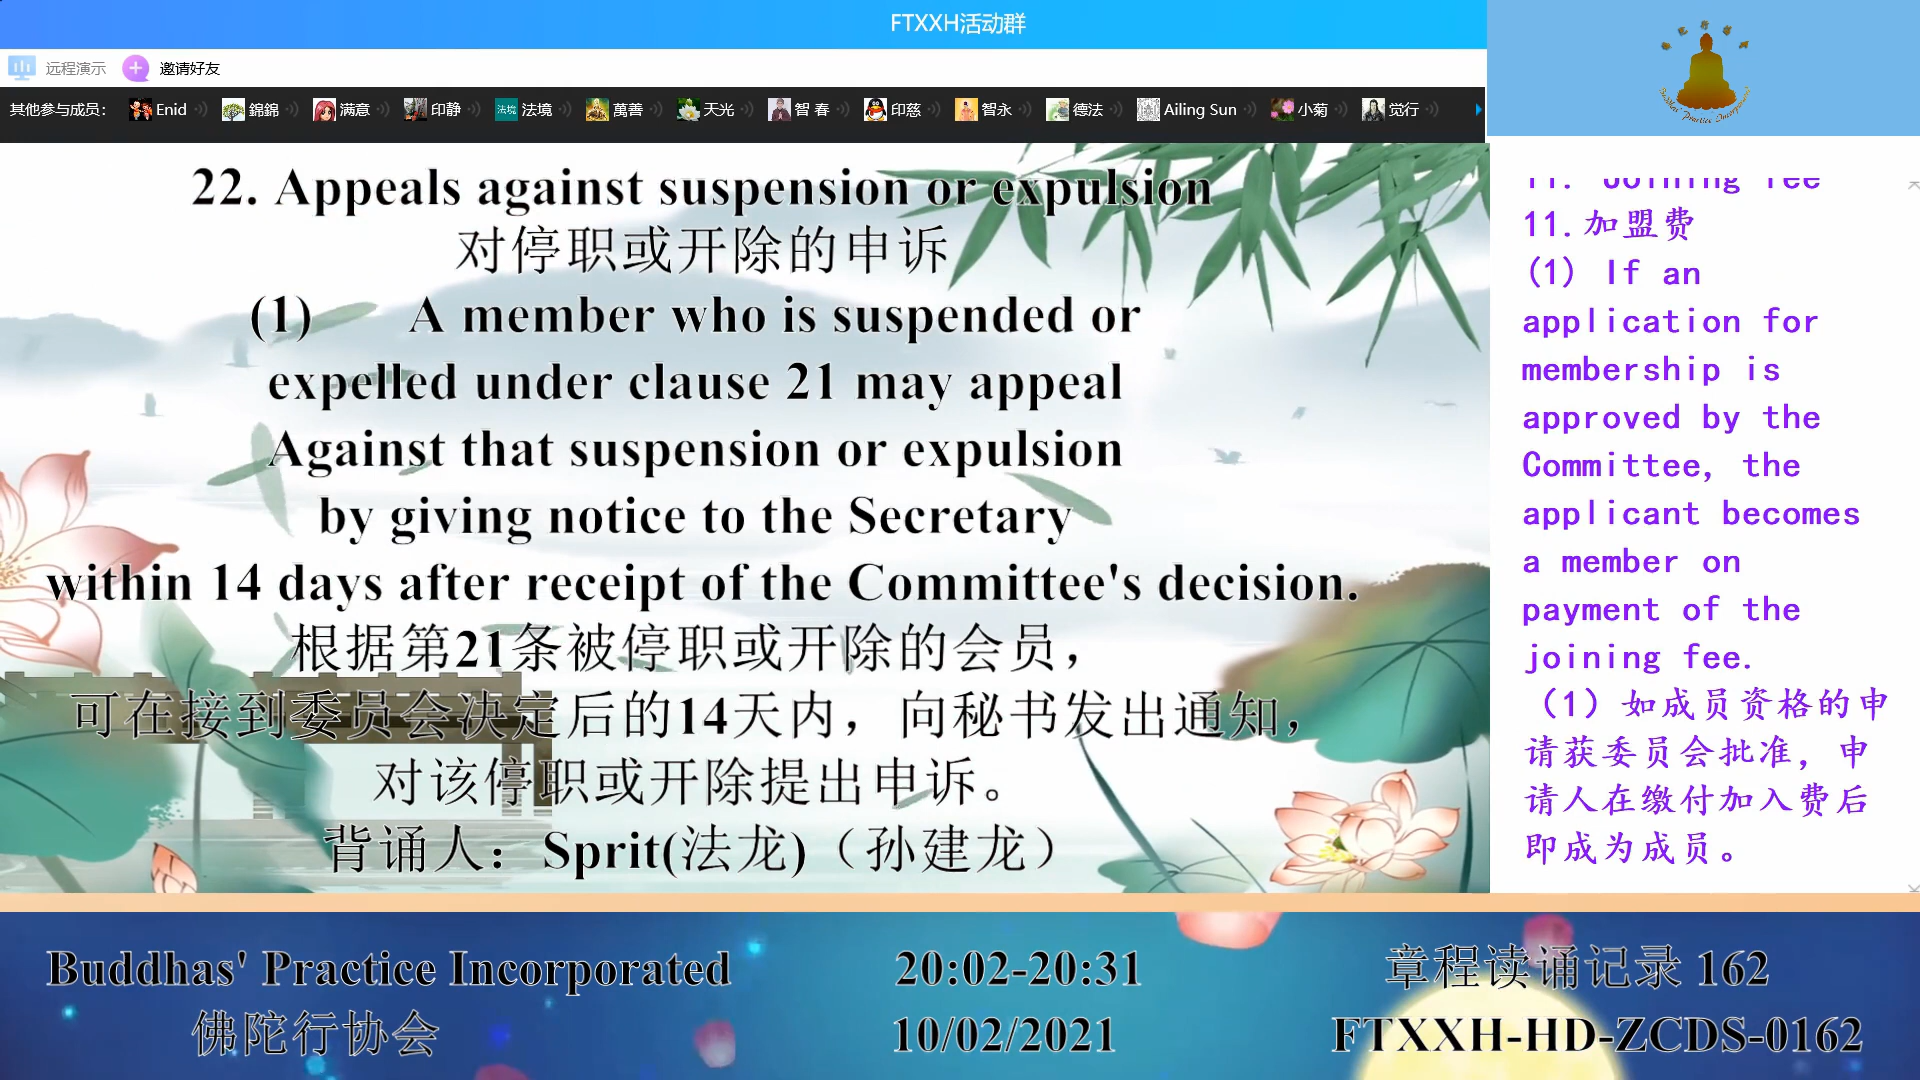 FTXXH活动群
远程演示 邀请好友
其他参与成员: Enid 錦錦 满意 印静 法境 法境 萬善 天光 智 春 印慈 智永 德法 Ailing Sun 小菊 觉行
22. Appeals against suspension or expulsion
对停职或开除的申诉
(1) A member who is suspended or
expelled under clause 21 may appeal
Against that suspension or expulsion
by giving notice to the Secretary
within 14 days after receipt of the Committee's decision.
根据第21条被停职或开除的会员，
可在接到委员会决定后的14天内，向秘书发出通知，
对该停职或开除提出申诉。
背诵人：Sprit(法龙)（孙建龙）
11. Joining fee
11.加盟费
(1) If an
application for
membership is
approved by the
Committee, the
applicant becomes
a member on
payment of the
joining fee.
（1）如成员资格的申
请获委员会批准，申
请人在缴付加入费后
即成为成员。
Buddhas' Practice Incorporated
佛陀行协会
20:02-20:31
10/02/2021
章程读诵记录 162
FTXXH-HD-ZCDS-0162